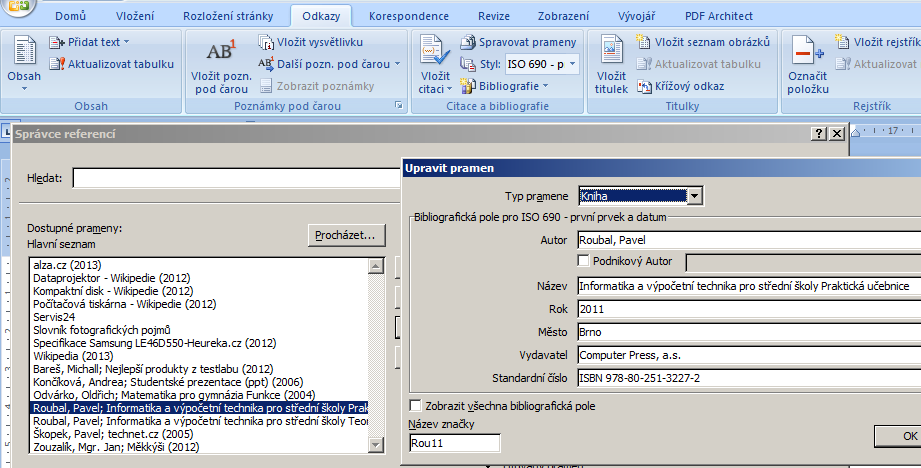 Domů Vložení Rozložení stránky Odkazy Korespondence Revize Zobrazení Vývojář PDF Architect
Obsah
Přidat text
Aktualizovat tabulku
Obsah
AB¹
Vložit pozn. pod čarou
Vložit vysvětlivku
Další pozn. pod čarou
Zobrazit poznámky
Poznámky pod čarou
Vložit citaci
Spravovat prameny
Styl: ISO 690 - p
Bibliografie
Citace a bibliografie
Vložit titulek
Vložit seznam obrázků
Aktualizovat tabulku
Křížový odkaz
Titulky
Označit položku
Vložit rejstřík
Aktualizovat
Rejstřík
Správce referencí
17
Hledat:
Dostupné prameny:
Hlavní seznam
Procházet...
alza.cz (2013)
Dataprojektor - Wikipedie (2012)
Kompaktní disk - Wikipedie (2012)
Počítačová tiskárna - Wikipedie (2012)
Servis24
Slovník fotografických pojmů
Specifikace Samsung LE46D550-Heureka.cz (2012)
Wikipedia (2013)
Bareš, Michal; Nejlepší produkty z testlabu (2012)
Končíková, Andrea; Studentské prezentace (ppt) (2006)
Odvárko, Oldřich; Matematika pro gymnázia Funkce (2004)
Roubal, Pavel; Informatika a výpočetní technika pro střední školy Prak
Roubal, Pavel; Informatika a výpočetní technika pro střední školy Teor
Škopek, Pavel; technet.cz (2005)
Zouzalík, Mgr. Jan; Měkkýši (2012)
Upravit pramen
Typ pramene Kniha
Bibliografická pole pro ISO 690 - první prvek a datum
Autor Roubal, Pavel
Podnikový Autor
Název Informatika a výpočetní technika pro střední školy Praktická učebnice
Rok 2011
Město Brno
Vydavatel Computer Press, a.s.
Standardní číslo ISBN 978-80-251-3227-2
Zobrazit všechna bibliografická pole
Název značky
Rou11
OK